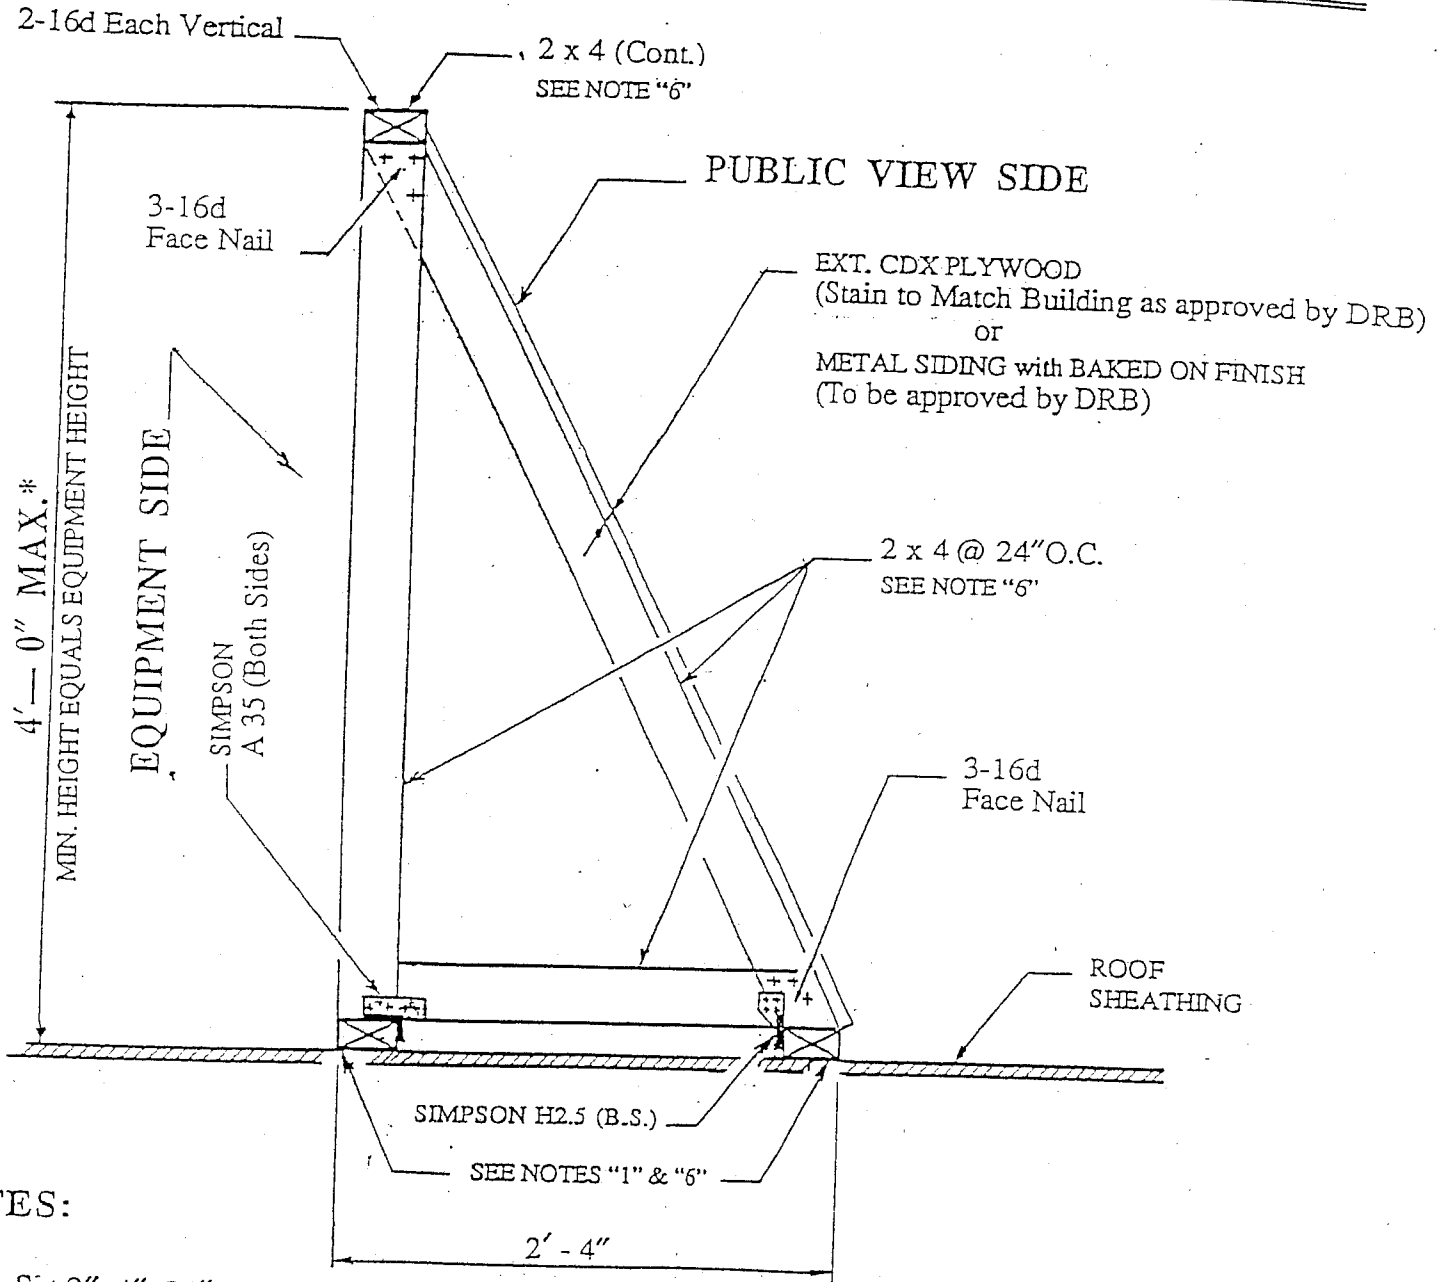 2-16d Each Vertical
2 x 4 (Cont.)
SEE NOTE “6”
PUBLIC VIEW SIDE
3-16d
Face Nail
EXT. CDX PLYWOOD
(Stain to Match Building as approved by DRB)
or
METAL SIDING with BAKED ON FINISH
(To be approved by DRB)
4′— 0″ MAX.*
MIN. HEIGHT EQUALS EQUIPMENT HEIGHT
EQUIPMENT SIDE
SIMPSON
A 35 (Both Sides)
2 x 4 @ 24″O.C.
SEE NOTE “6”
3-16d
Face Nail
ROOF
SHEATHING
SIMPSON H2.5 (B.S.)
SEE NOTES “1” & “6”
TES:
2′ - 4″